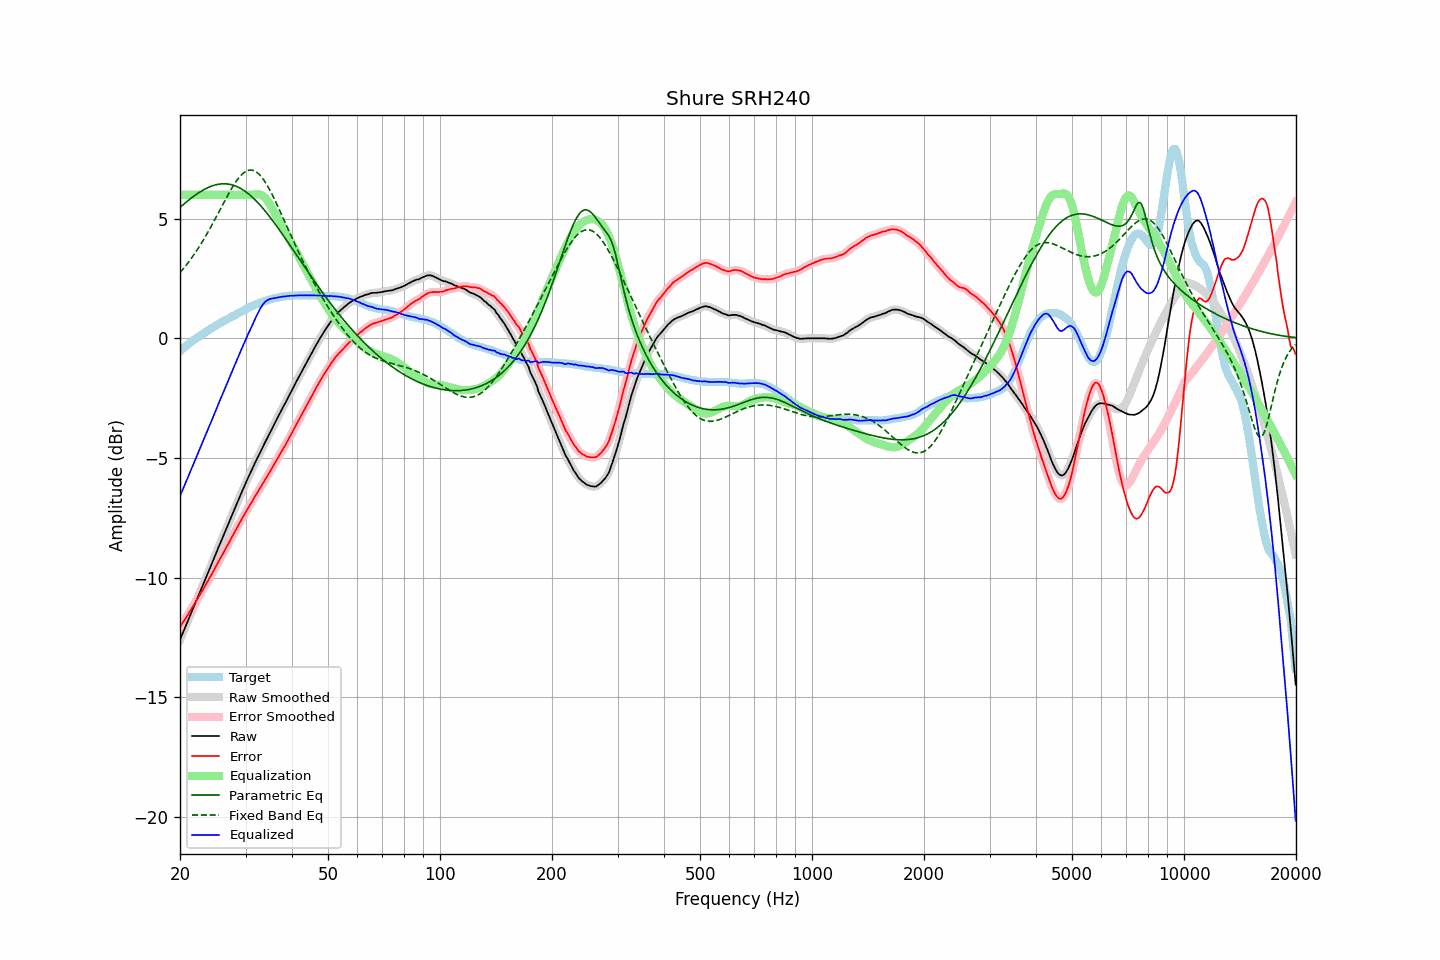 Shure SRH240
Amplitude (dBr)
5
0
−5
−10
−15
−20
Target
Raw Smoothed
Error Smoothed
Raw
Error
Equalization
Parametric Eq
Fixed Band Eq
Equalized
20 50 100 200 500 1000 2000 5000 10000 20000
Frequency (Hz)